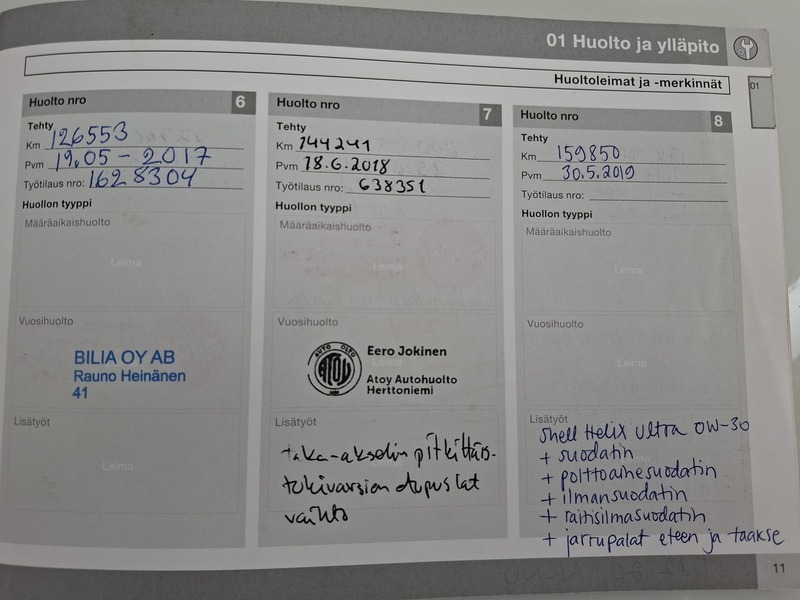 01 Huolto ja ylläpito
Huoltoleimat ja -merkinnät
01
Huolto nro 6
Tehty
Km 126553
Pvm 19.05-2017
Työtilaus nro: 1628304
Huollon tyyppi
Määräaikaishuolto
Leima
Vuosihuolto
BILIA OY AB
Rauno Heinänen
41
Lisätyöt
Leima
Huolto nro 7
Tehty
Km 144241
Pvm 18.6.2018
Työtilaus nro: 638351
Huollon tyyppi
Määräaikaishuolto
Leima
Vuosihuolto
AUTO OLTO
ATOY
Eero Jokinen
Leima
Atoy Autohuolto
Herttoniemi
Lisätyöt
taka-akselin pitkittäis-
tukivarsien etupuslat
vaihto
Huolto nro 8
Tehty
Km 159850
Pvm 30.5.2019
Työtilaus nro:
Huollon tyyppi
Määräaikaishuolto
Leima
Vuosihuolto
Leima
Lisätyöt
Shell Helix Ultra 0W-30
+ suodatin
+ polttoainesuodatin
+ ilmansuodatin
+ raitisilmasuodatin
+ jarrupalat eteen ja taakse
11